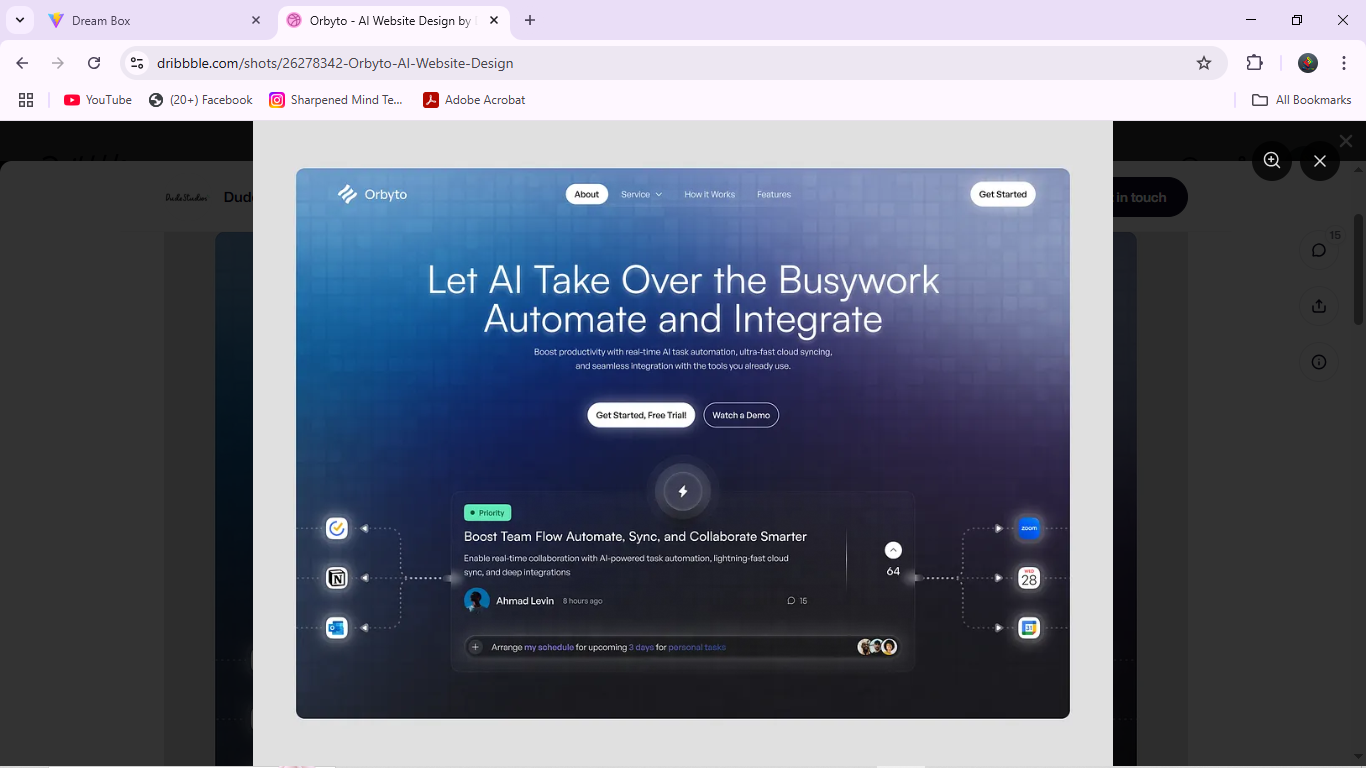 Dream Box
Orbyto - AI Website Design by
dribbble.com/shots/26278342-Orbyto-AI-Website-Design
YouTube
(20+) Facebook
Sharpened Mind Te...
Adobe Acrobat
All Bookmarks
DudeStudios
Dud
in touch
15
Orbyto
About
Service
How it Works
Features
Get Started
Let AI Take Over the Busywork
Automate and Integrate
Boost productivity with real-time AI task automation, ultra-fast cloud syncing,
and seamless integration with the tools you already use.
Get Started, Free Trial!
Watch a Demo
Priority
Boost Team Flow Automate, Sync, and Collaborate Smarter
Enable real-time collaboration with AI-powered task automation, lightning-fast cloud
sync, and deep integrations
64
Ahmad Levin
8 hours ago
15
Arrange my schedule for upcoming 3 days for personal tasks
zoom
WED
28
31